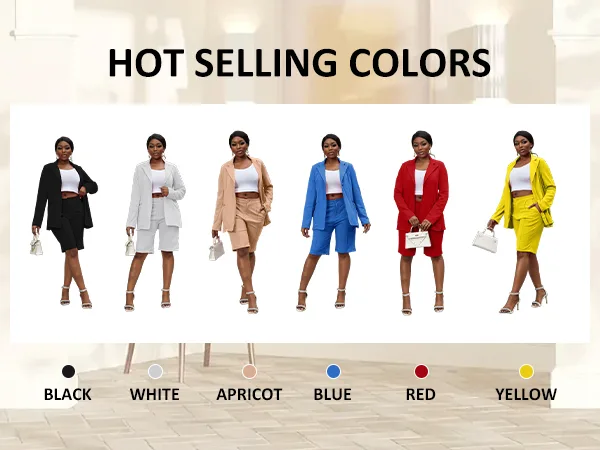 HOT SELLING COLORS
BLACK
WHITE
APRICOT
BLUE
RED
YELLOW